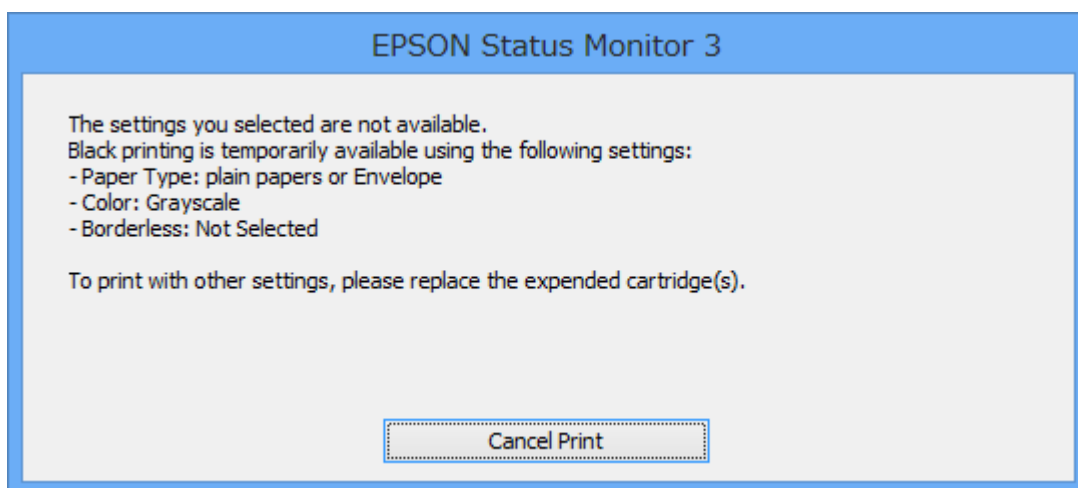 EPSON Status Monitor 3
The settings you selected are not available.
Black printing is temporarily available using the following settings:
- Paper Type: plain papers or Envelope
- Color: Grayscale
- Borderless: Not Selected
To print with other settings, please replace the expended cartridge(s).
Cancel Print